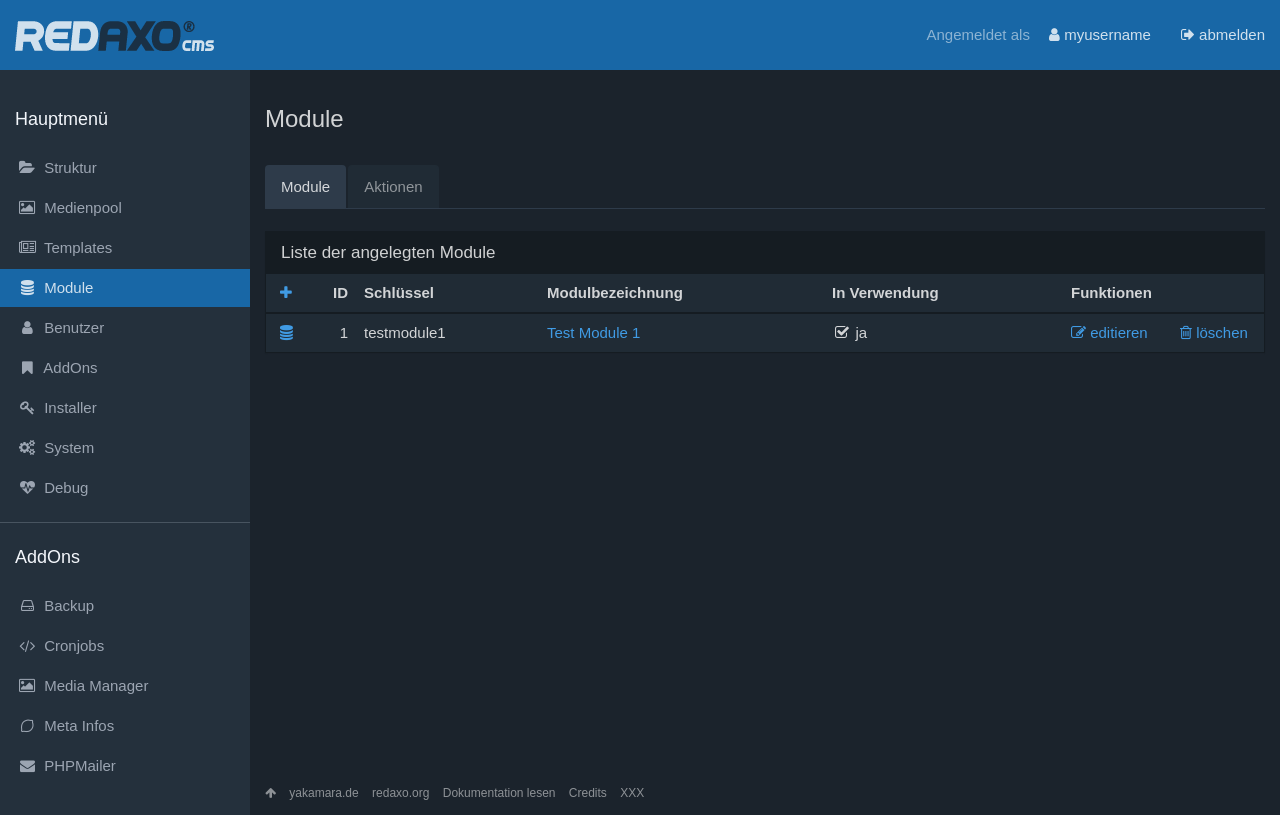 REDAXO® cms
Angemeldet als myusername abmelden
Hauptmenü
Struktur
Medienpool
Templates
Module
Benutzer
AddOns
Installer
System
Debug
AddOns
Backup
Cronjobs
Media Manager
Meta Infos
PHPMailer
Module
Module Aktionen
Liste der angelegten Module
ID Schlüssel Modulbezeichnung In Verwendung Funktionen
1 testmodule1 Test Module 1 ja editieren löschen
yakamara.de redaxo.org Dokumentation lesen Credits XXX